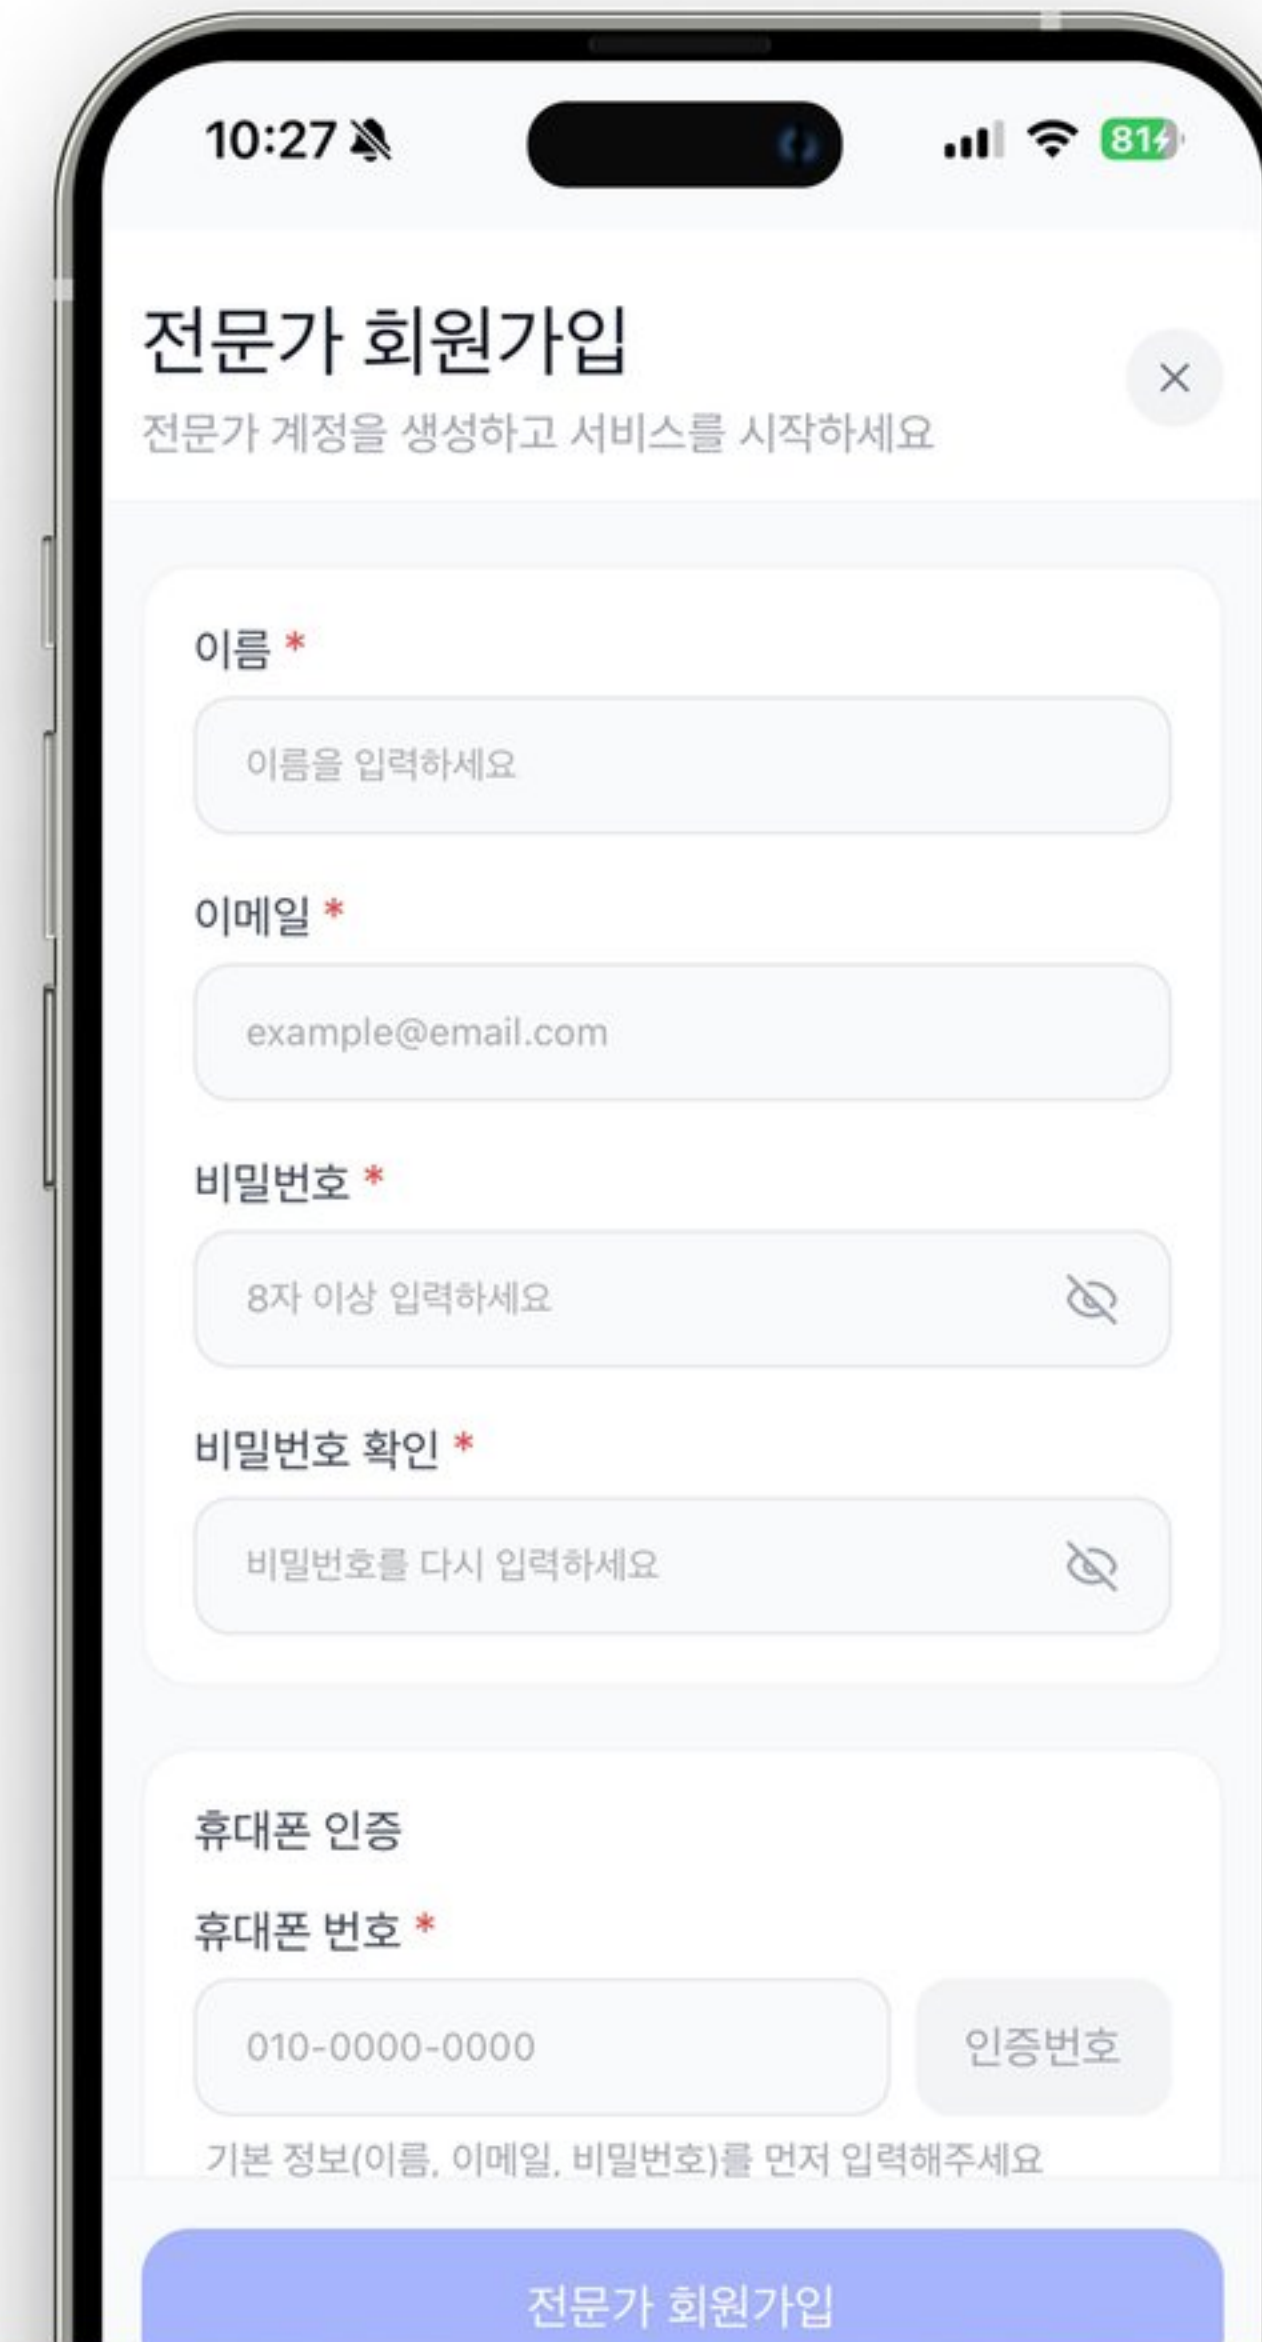 10:27
81
전문가 회원가입
전문가 계정을 생성하고 서비스를 시작하세요
이름 *
이름을 입력하세요
이메일 *
example@email.com
비밀번호 *
8자 이상 입력하세요
비밀번호 확인 *
비밀번호를 다시 입력하세요
휴대폰 인증
휴대폰 번호 *
010-0000-0000
인증번호
기본 정보(이름, 이메일, 비밀번호)를 먼저 입력해주세요
전문가 회원가입